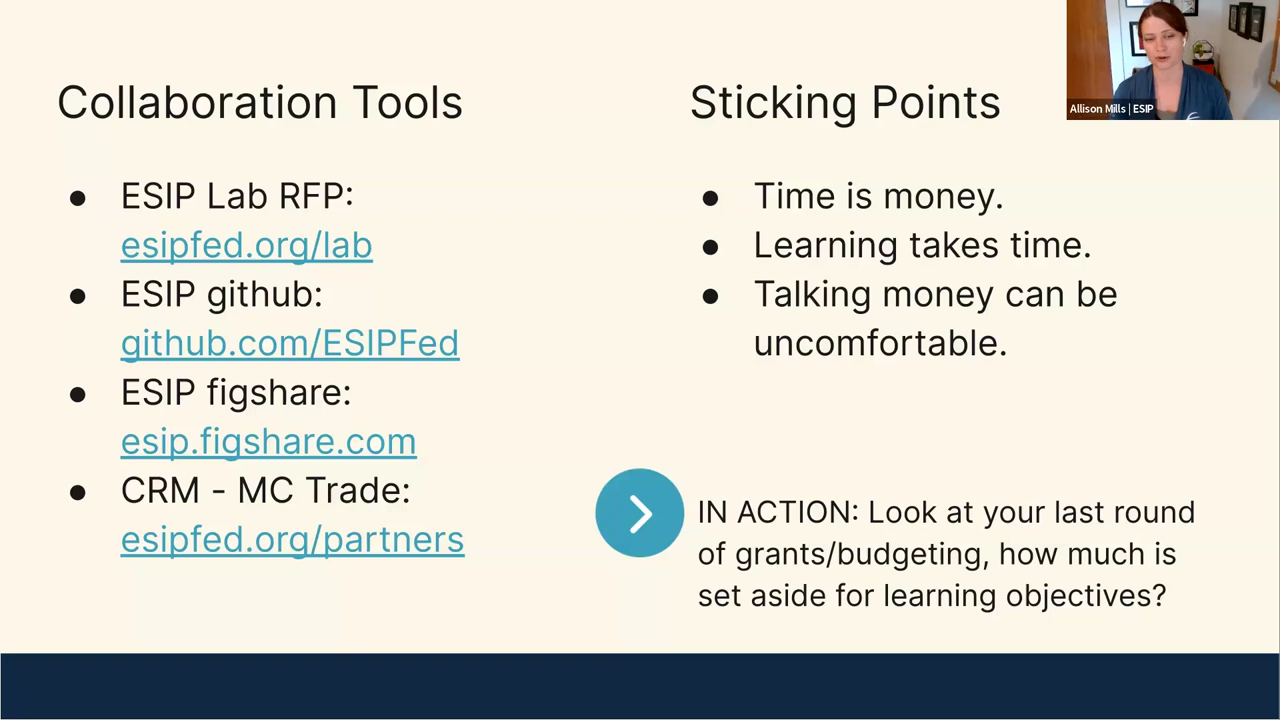 Collaboration Tools
● ESIP Lab RFP:
esipfed.org/lab
● ESIP github:
github.com/ESIPFed
● ESIP figshare:
esip.figshare.com
● CRM - MC Trade:
esipfed.org/partners
Sticking Points
● Time is money.
● Learning takes time.
● Talking money can be
uncomfortable.
IN ACTION: Look at your last round
of grants/budgeting, how much is
set aside for learning objectives?
Allison Mills | ESIP